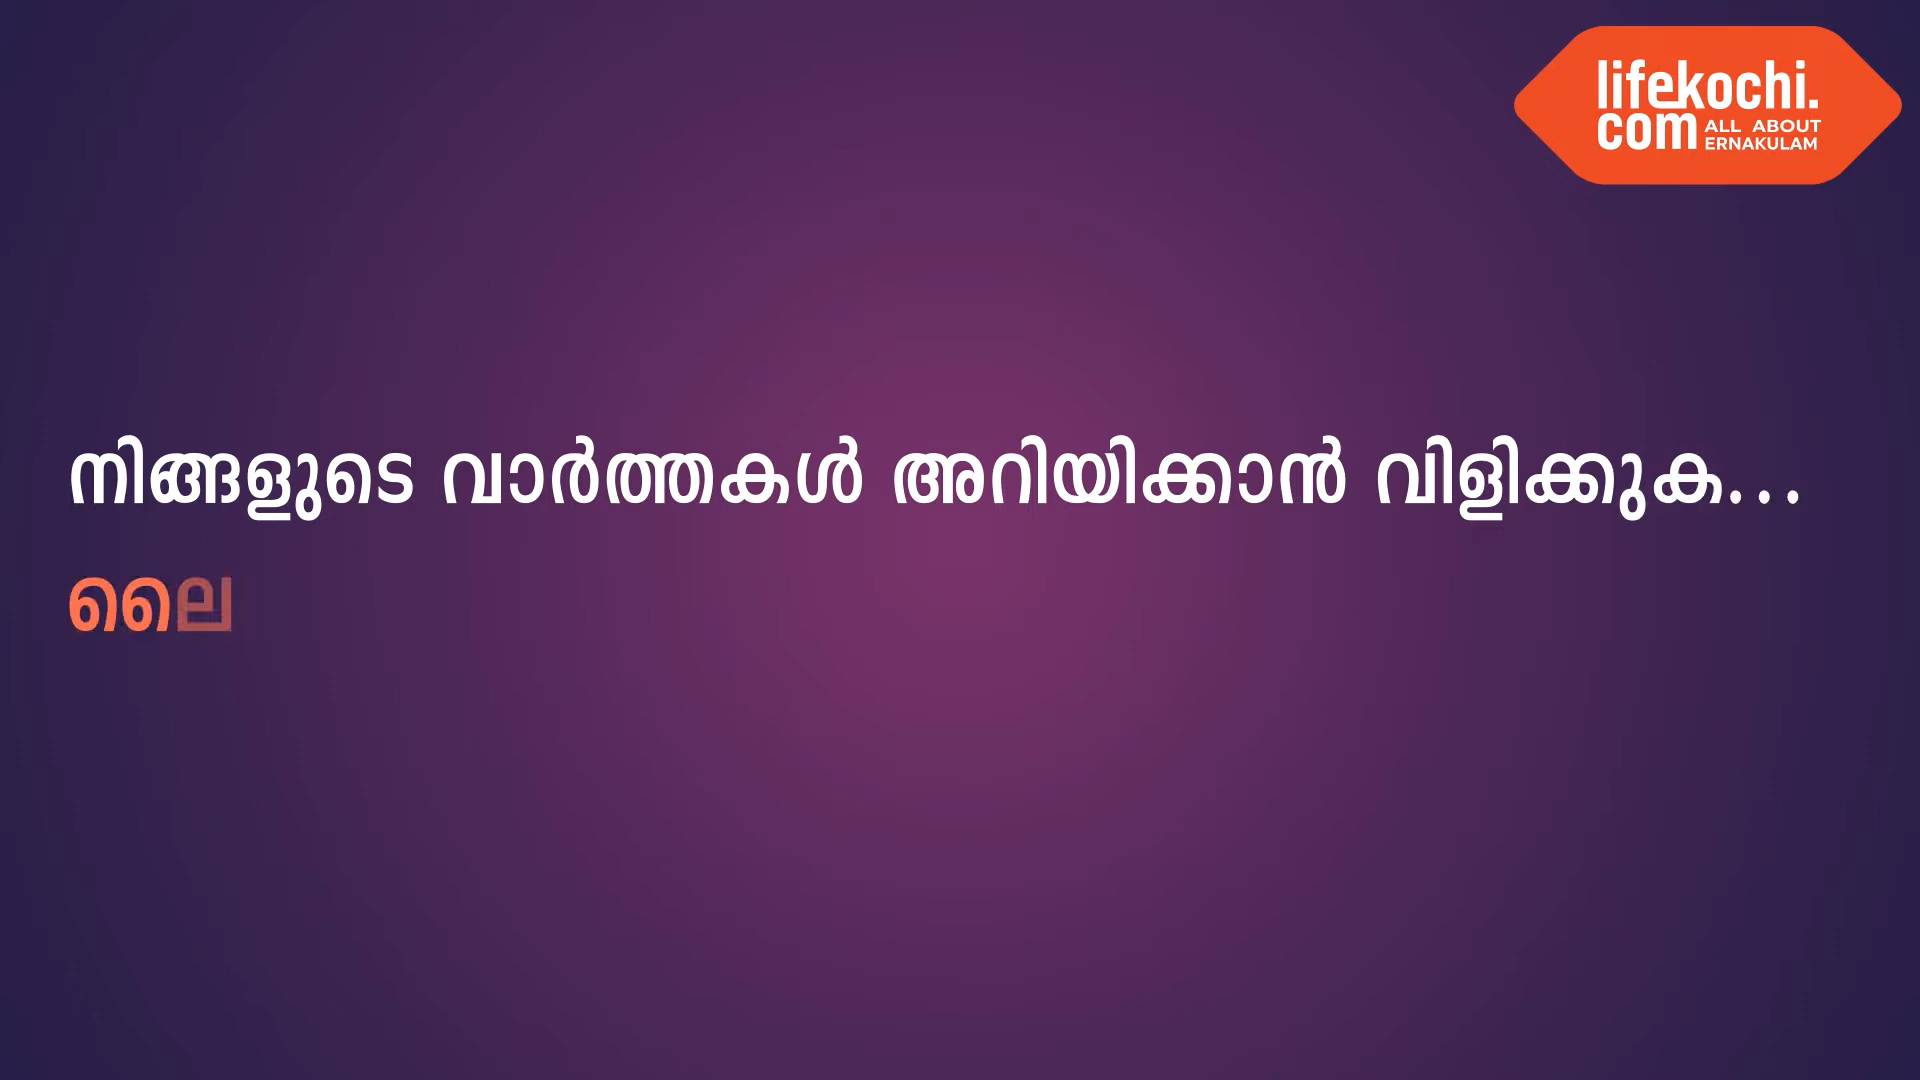 lifekochi.
com ALL ABOUT
ERNAKULAM
നിങ്ങളുടെ വാർത്തകൾ അറിയിക്കാൻ വിളിക്കുക...
ലൈ